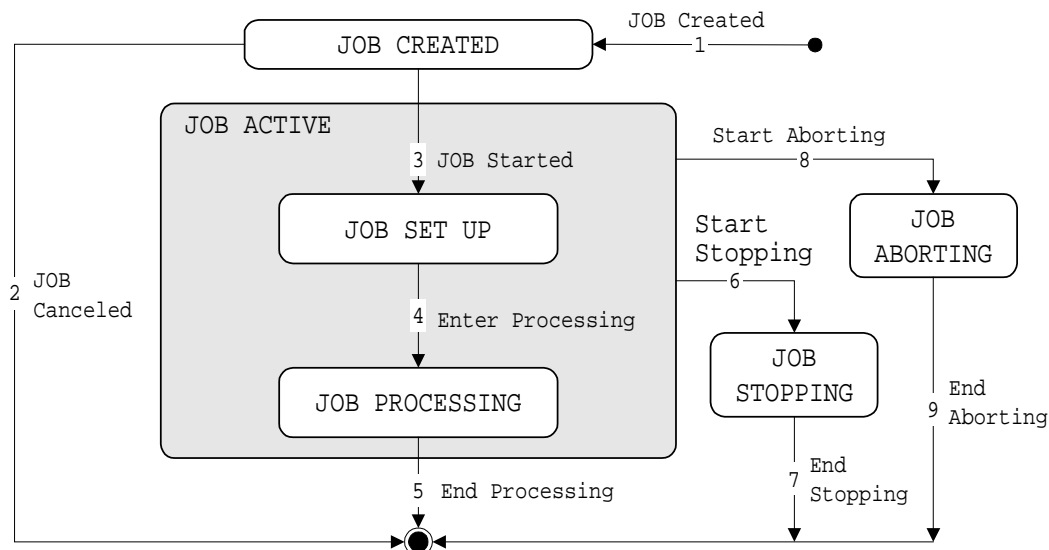 JOB Created
1
JOB CREATED
JOB ACTIVE
3 JOB Started
JOB SET UP
4 Enter Processing
JOB PROCESSING
5 End Processing
2 JOB
Canceled
Start Aborting
8
JOB
ABORTING
Start
Stopping
6
JOB
STOPPING
7 End
Stopping
End
9 Aborting